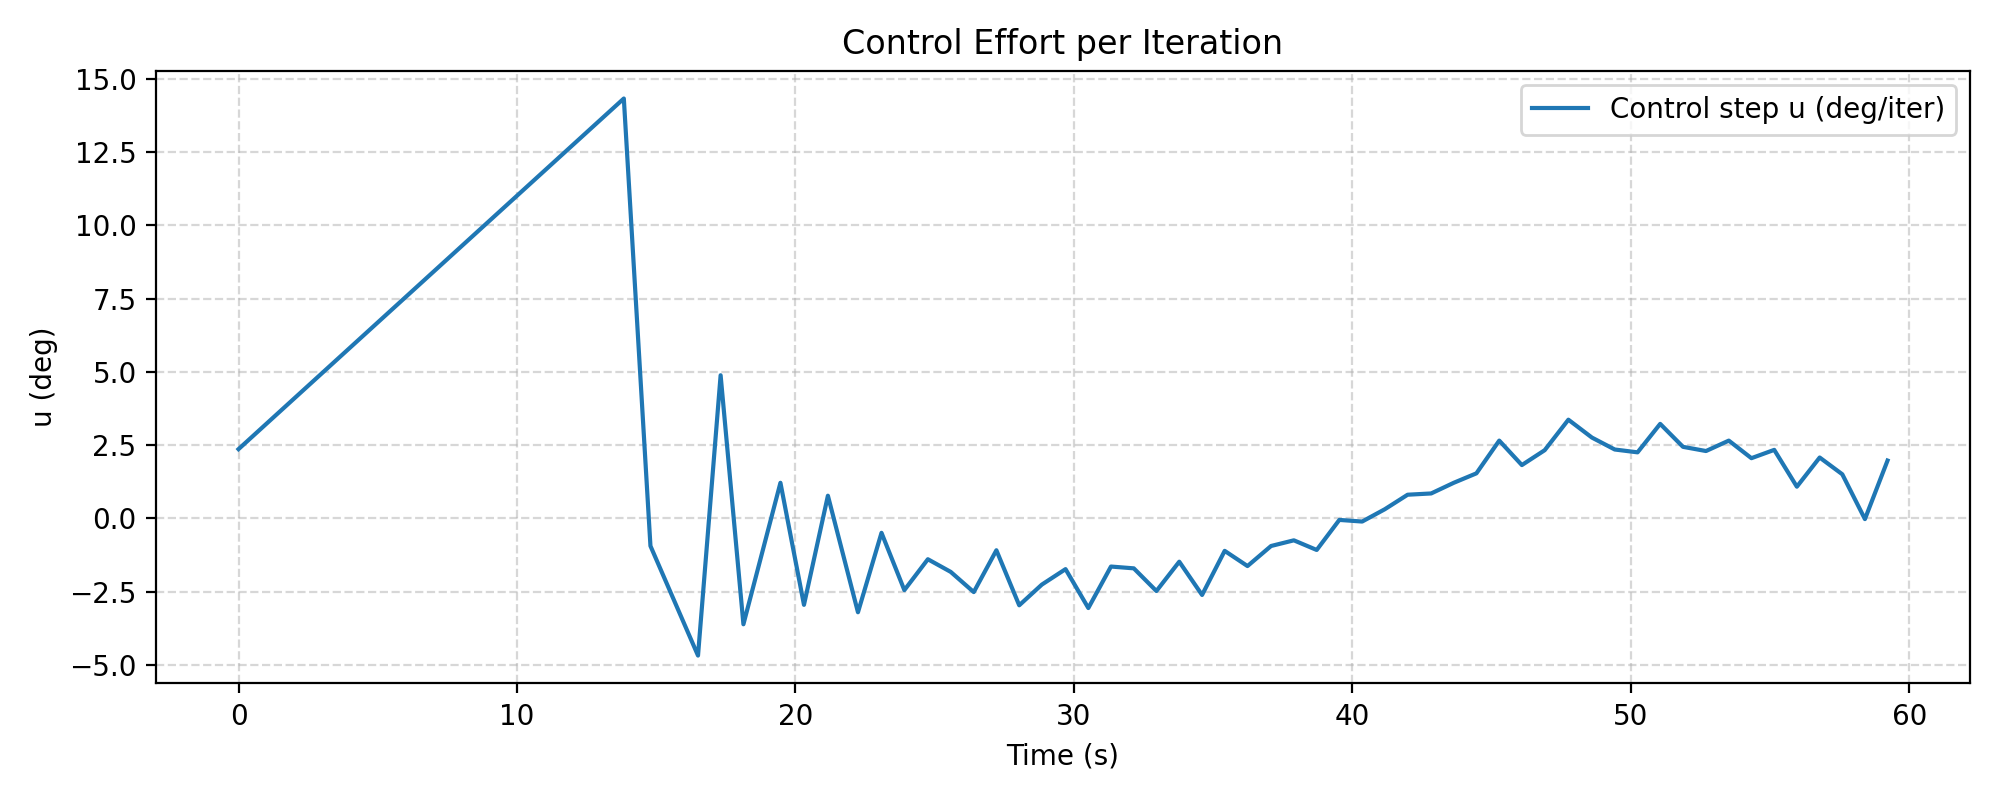 Control Effort per Iteration
15.0
12.5
10.0
7.5
5.0
2.5
0.0
−2.5
−5.0
u (deg)
Control step u (deg/iter)
0 10 20 30 40 50 60
Time (s)